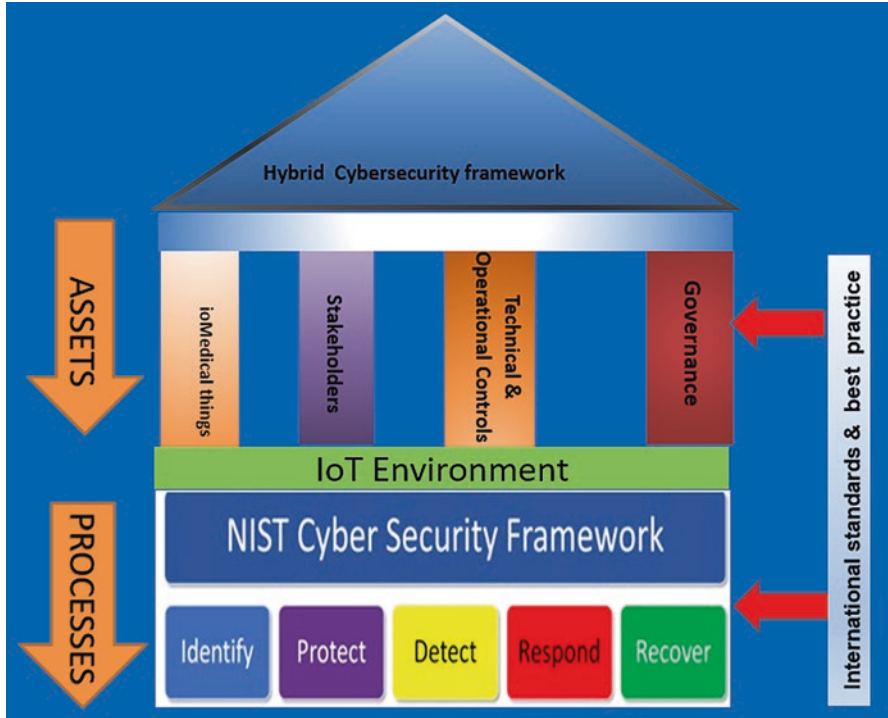 Hybrid Cybersecurity framework
ASSETS
ioMedical things
Stakeholders
Technical &
Operational Controls
Governance
International standards & best practice
IoT Environment
PROCESSES
NIST Cyber Security Framework
Identify
Protect
Detect
Respond
Recover